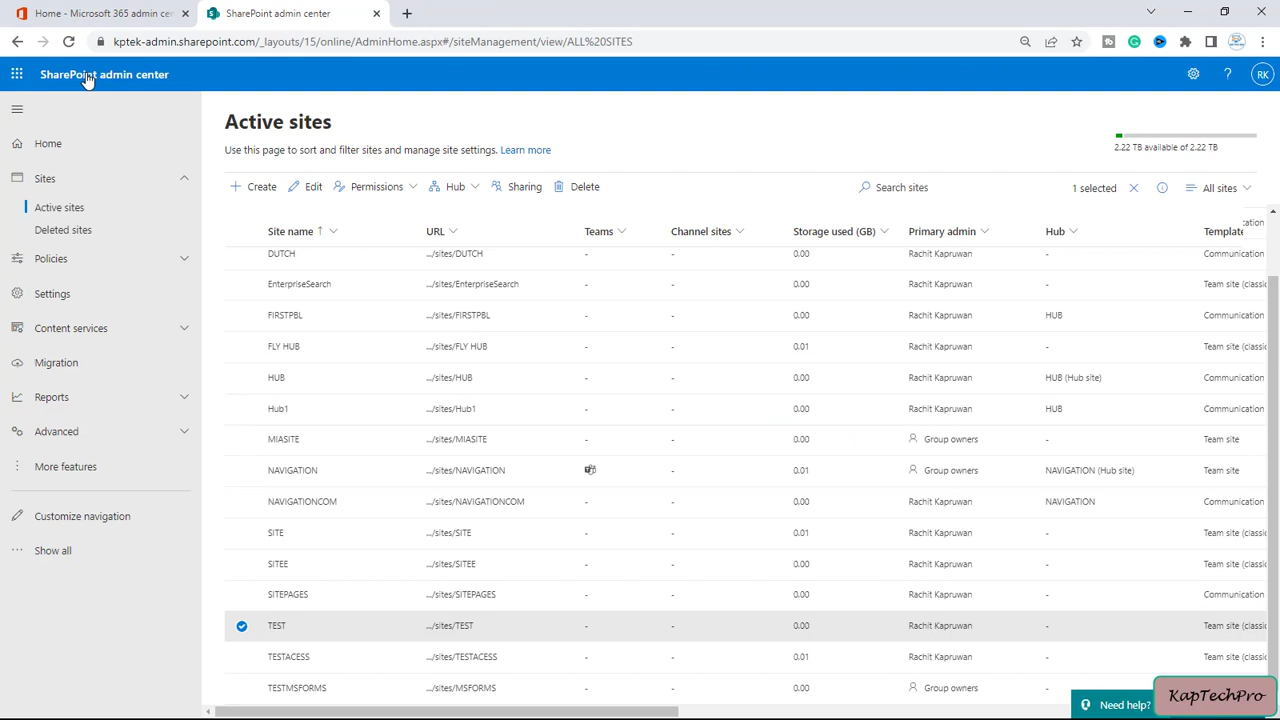 Home - Microsoft 365 admin cen
SharePoint admin center
kptek-admin.sharepoint.com/_layouts/15/online/AdminHome.aspx#/siteManagement/view/ALL%20SITES
SharePoint admin center
? RK
Active sites
Use this page to sort and filter sites and manage site settings. Learn more
2.22 TB available of 2.22 TB
Home
Sites
Active sites
Deleted sites
Policies
Settings
Content services
Migration
Reports
Advanced
More features
Customize navigation
Show all
Create Edit Permissions Hub Sharing Delete Search sites 1 selected All sites
Site name ↑ URL Teams Channel sites Storage used (GB) Primary admin Hub Template
DUTCH .../sites/DUTCH - - 0.00 Rachit Kapruwan - Communication
EnterpriseSearch .../sites/EnterpriseSearch - - 0.00 Rachit Kapruwan - Team site (classic
FIRSTPBL .../sites/FIRSTPBL - - 0.00 Rachit Kapruwan HUB Communication
FLY HUB .../sites/FLY HUB - - 0.01 Rachit Kapruwan - Team site (classic
HUB .../sites/HUB - - 0.00 Rachit Kapruwan HUB (Hub site) Communication
Hub1 .../sites/Hub1 - - 0.00 Rachit Kapruwan HUB Communication
MIASITE .../sites/MIASITE - - 0.00 Group owners - Team site
NAVIGATION .../sites/NAVIGATION - 0.01 Group owners NAVIGATION (Hub site) Team site
NAVIGATIONCOM .../sites/NAVIGATIONCOM - - 0.00 Rachit Kapruwan NAVIGATION Communication
SITE .../sites/SITE - - 0.01 Rachit Kapruwan - Team site (classic
SITEE .../sites/SITEE - - 0.00 Rachit Kapruwan - Team site (classic
SITEPAGES .../sites/SITEPAGES - - 0.00 Rachit Kapruwan - Communication
TEST .../sites/TEST - - 0.00 Rachit Kapruwan - Team site (classic
TESTACESS .../sites/TESTACESS - - 0.01 Rachit Kapruwan - Team site (classic
TESTMSFORMS .../sites/MSFORMS - - 0.00 Group owners - Team site
Need help?
KapTechPro